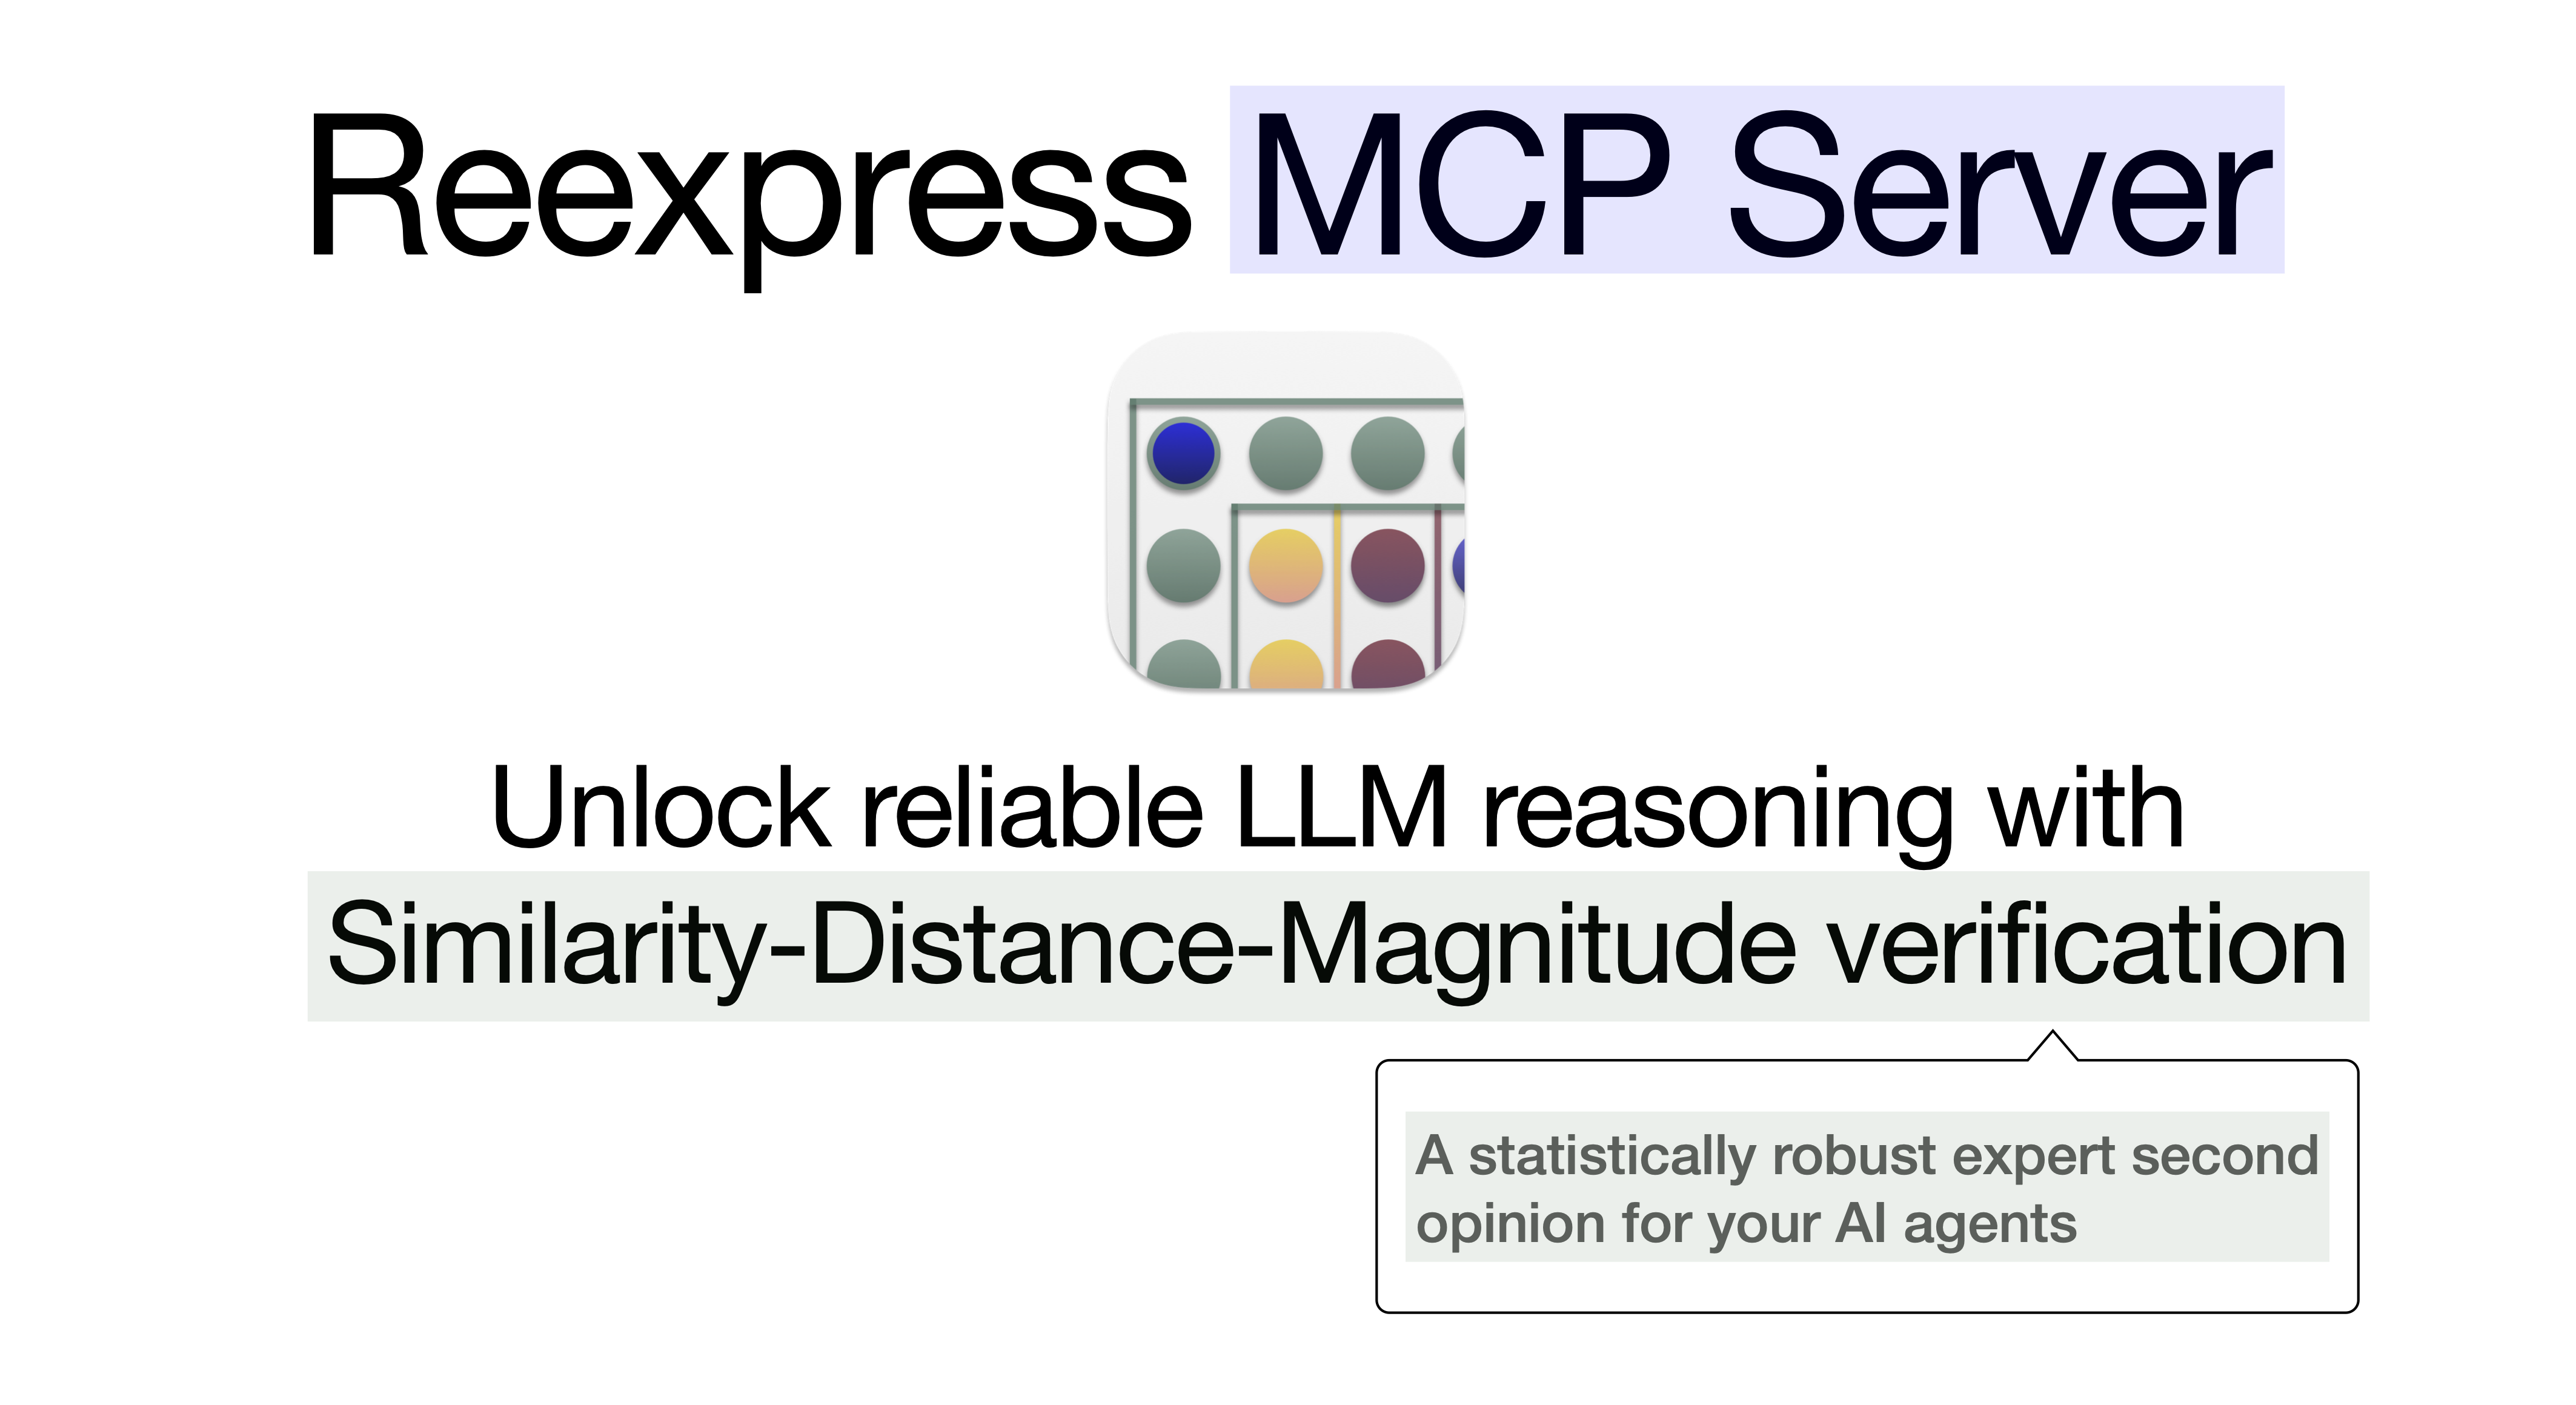 Reexpress MCP Server
Unlock reliable LLM reasoning with
Similarity-Distance-Magnitude verification
A statistically robust expert second
opinion for your AI agents